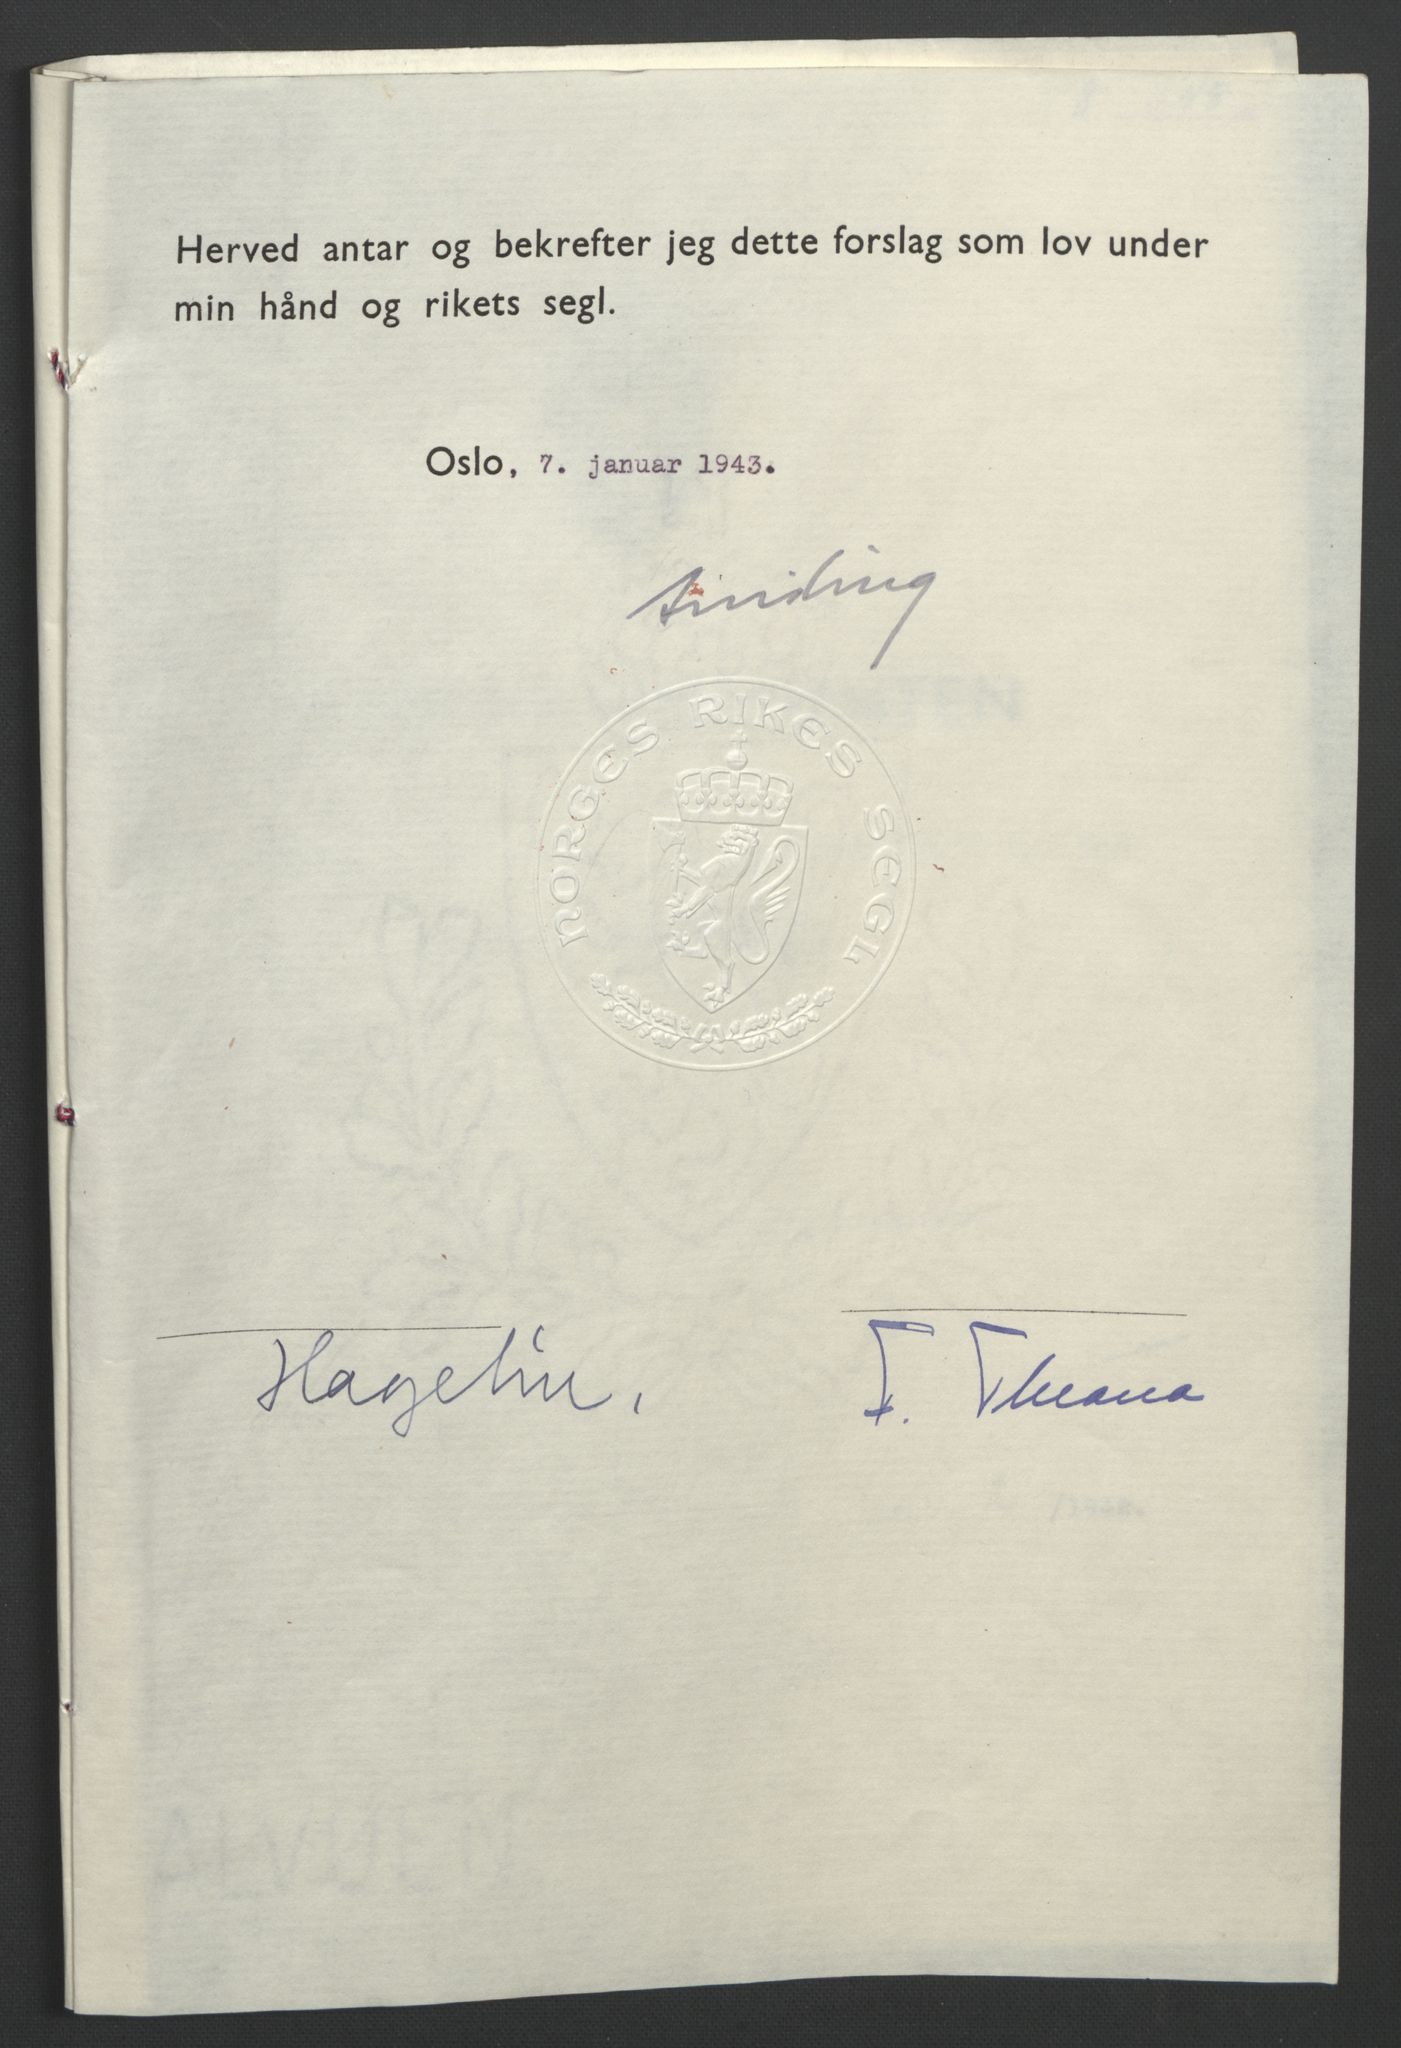 Herved antar og bekrefter jeg dette forslag som lov under
min hånd og rikets segl.
Oslo, 7. januar 1943.
NORGES RIKES SEGL
Hagelin.